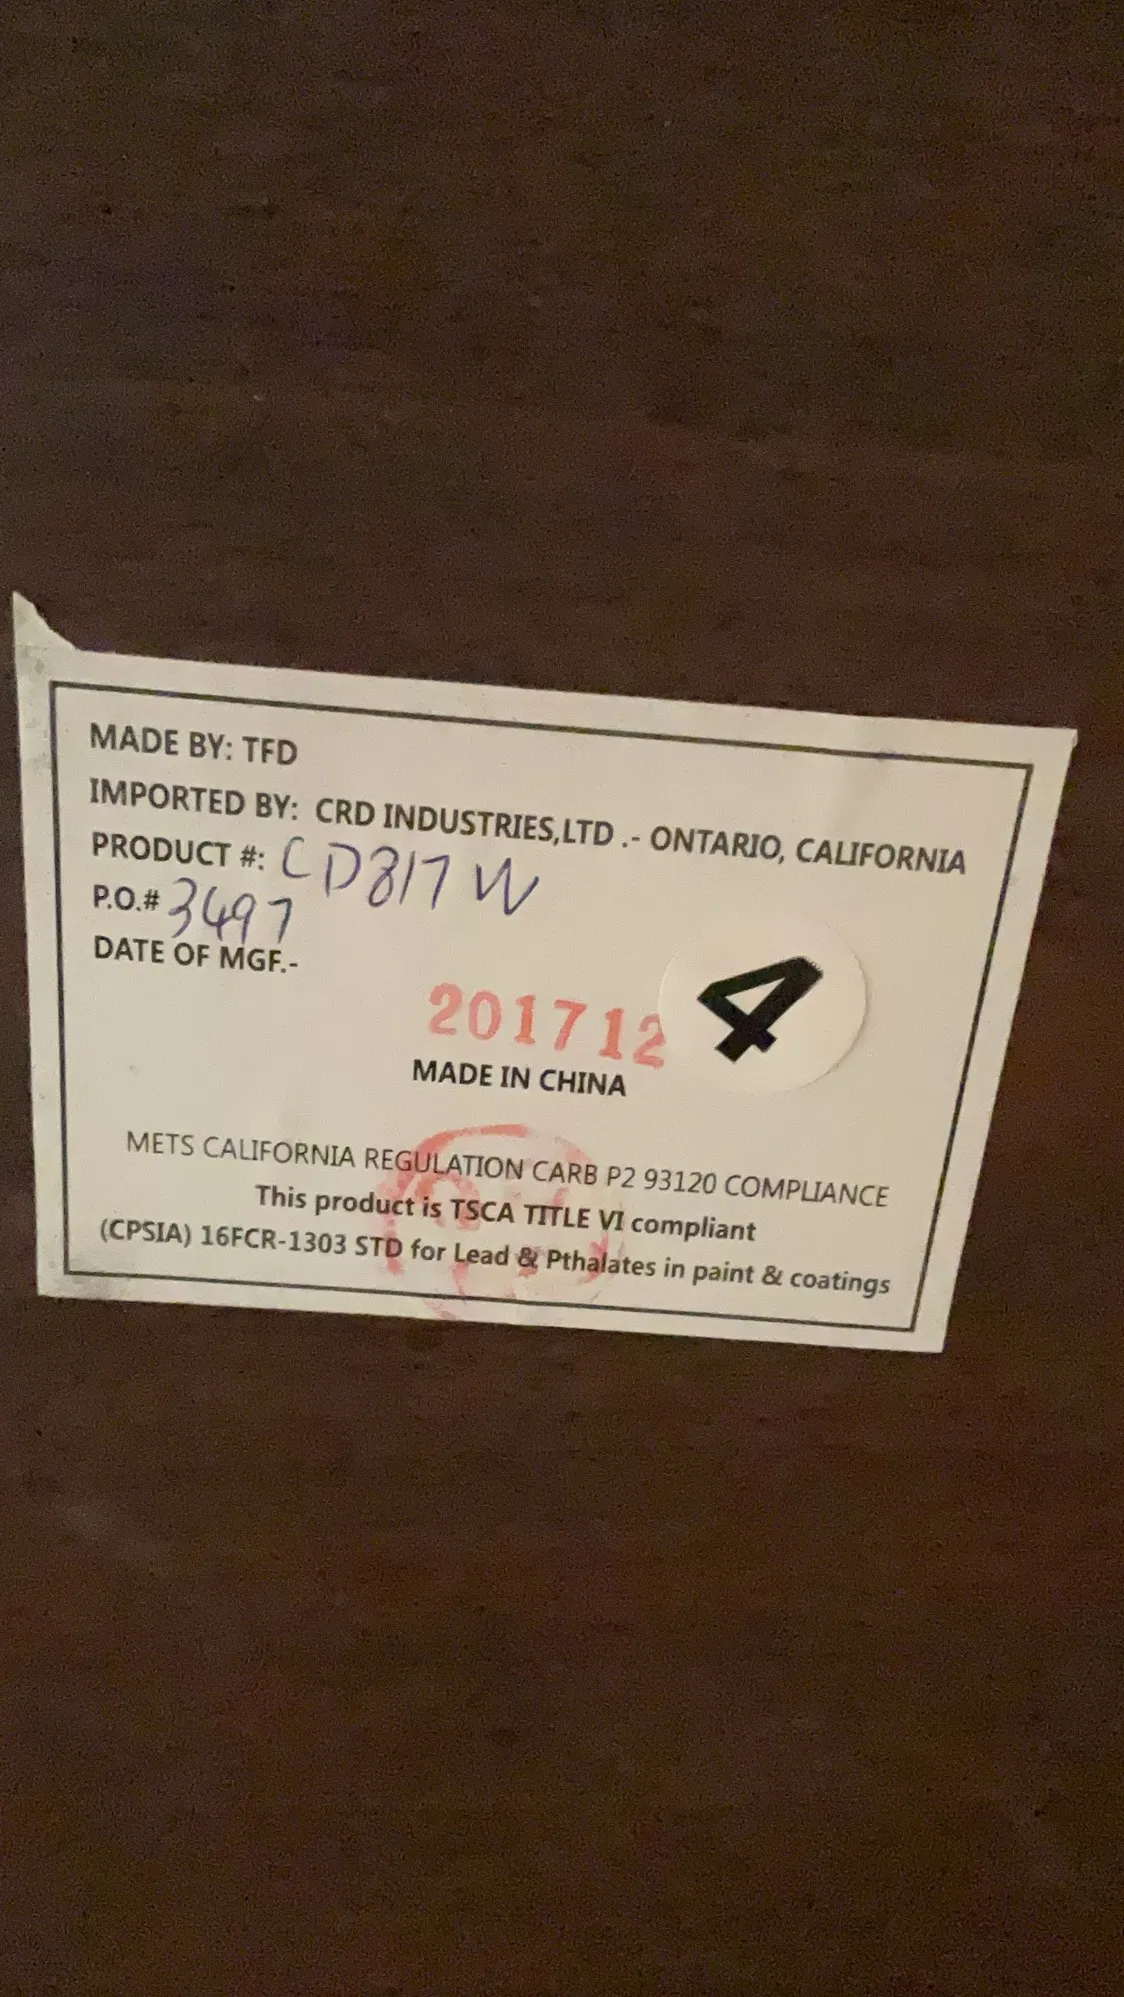 MADE BY: TFD
IMPORTED BY: CRD INDUSTRIES,LTD .- ONTARIO, CALIFORNIA
PRODUCT #: CD817W
P.O.# 3497
DATE OF MGF.-
201712
4
MADE IN CHINA
METS CALIFORNIA REGULATION CARB P2 93120 COMPLIANCE
This product is TSCA TITLE VI compliant
(CPSIA) 16FCR-1303 STD for Lead & Pthalates in paint & coatings